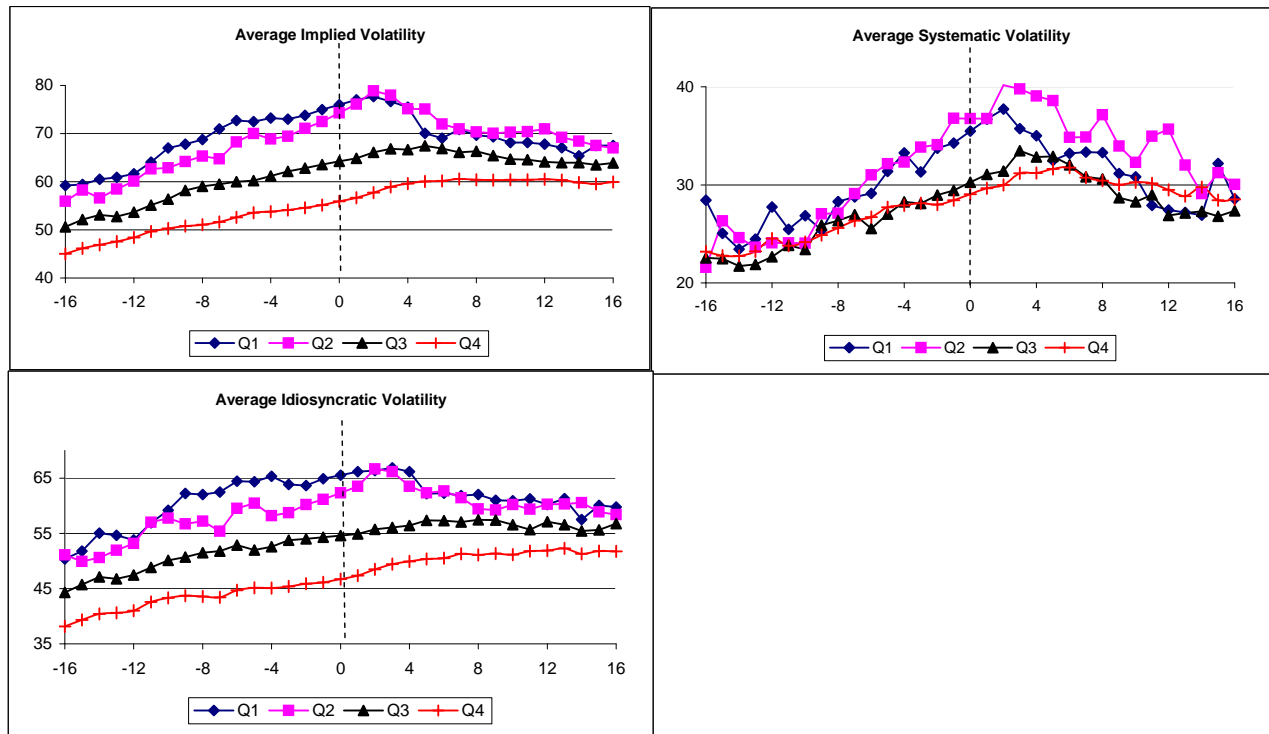 Average Implied Volatility
80
70
60
50
40
-16 -12 -8 -4 0 4 8 12 16
Q1 Q2 Q3 Q4
Average Systematic Volatility
40
30
20
-16 -12 -8 -4 0 4 8 12 16
Q1 Q2 Q3 Q4
Average Idiosyncratic Volatility
65
55
45
35
-16 -12 -8 -4 0 4 8 12 16
Q1 Q2 Q3 Q4